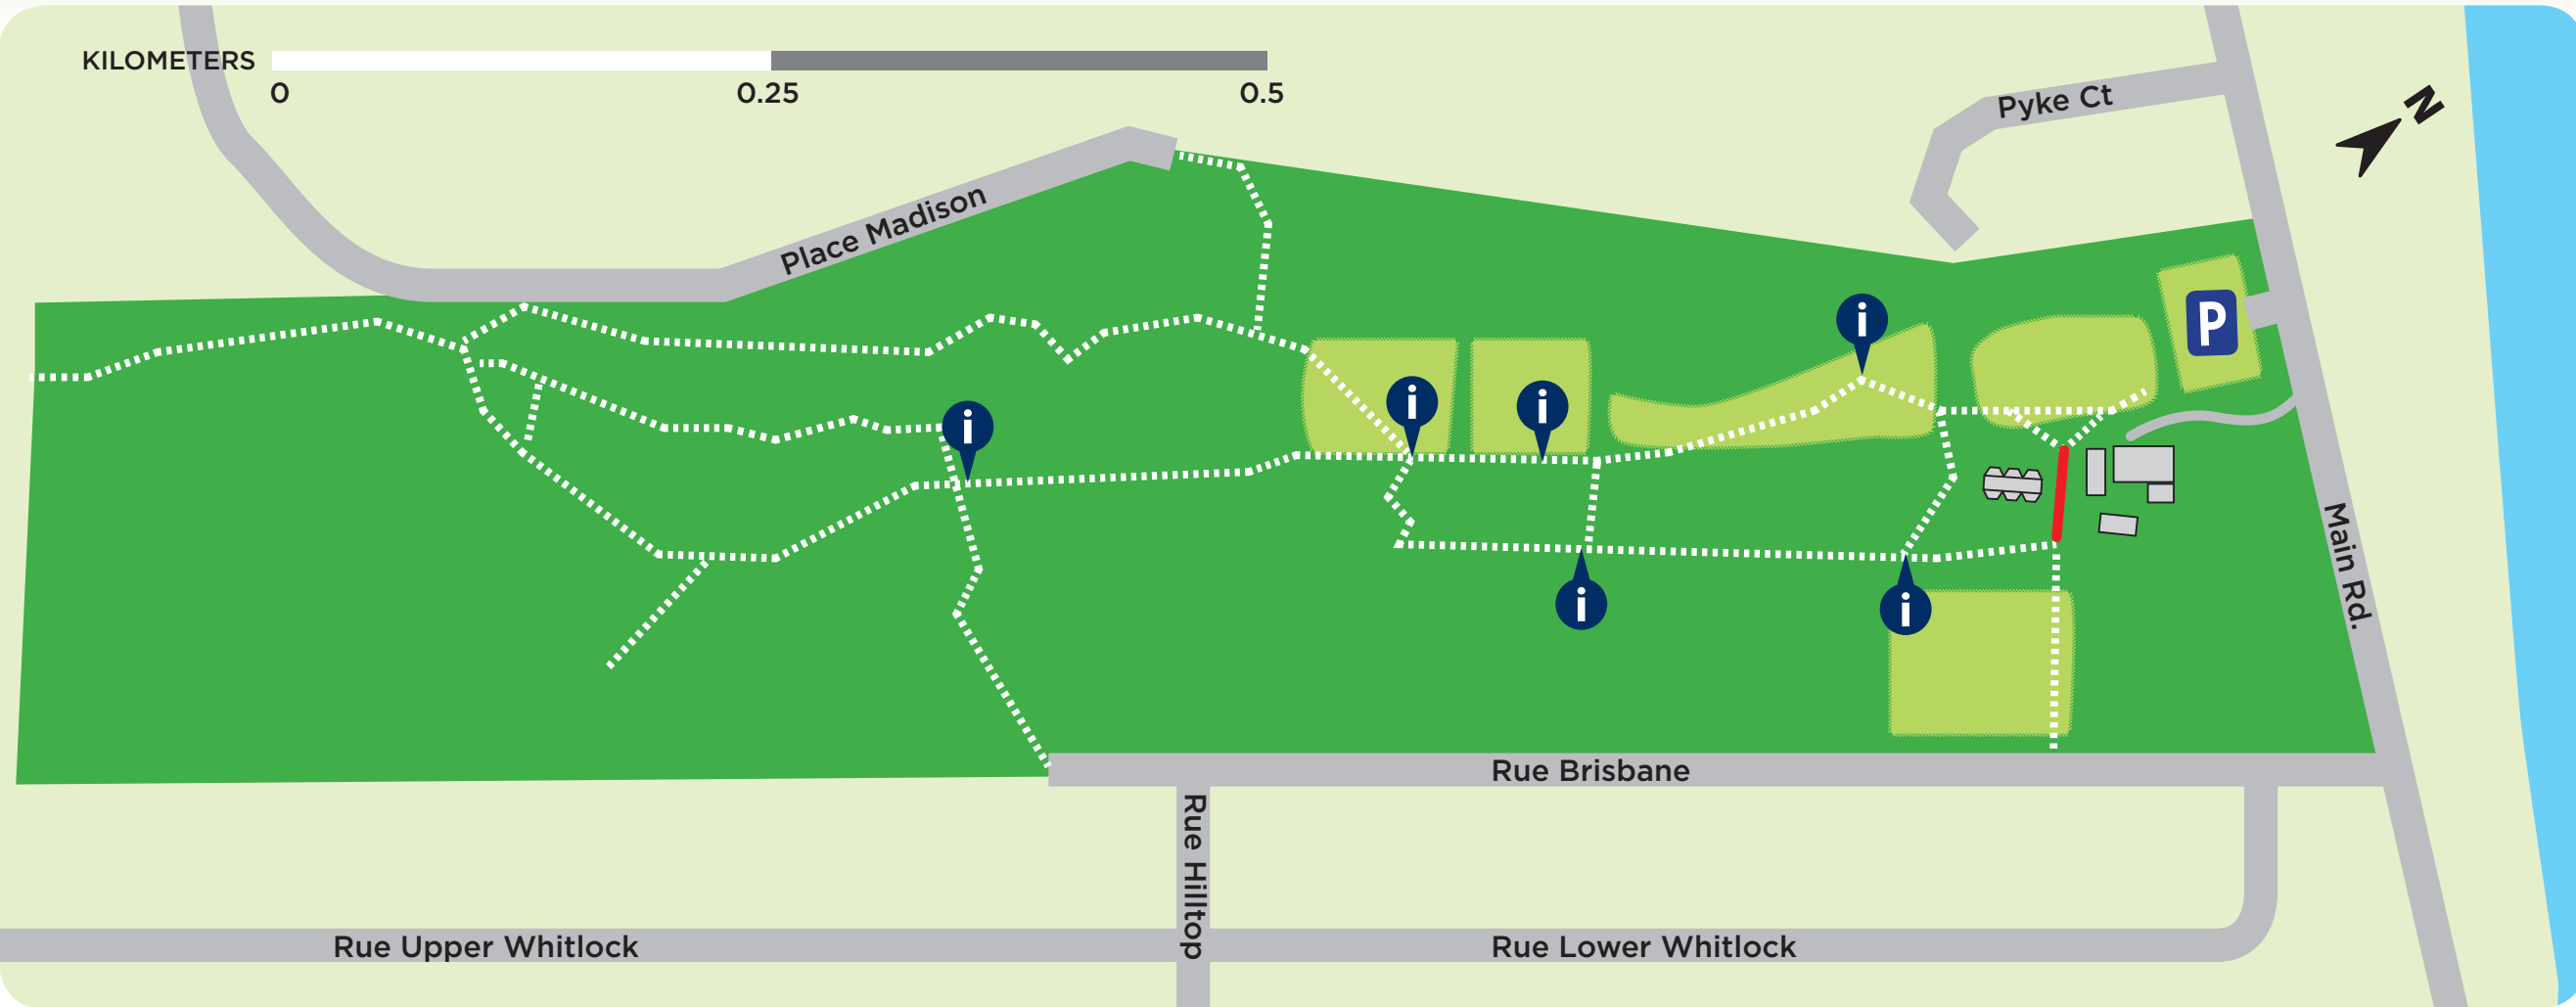 KILOMETERS
0 0.25 0.5
Pyke Ct
N
Place Madison
P
i
i
i
i
i
i
Main Rd.
Rue Brisbane
Rue Hilltop
Rue Upper Whitlock
Rue Lower Whitlock